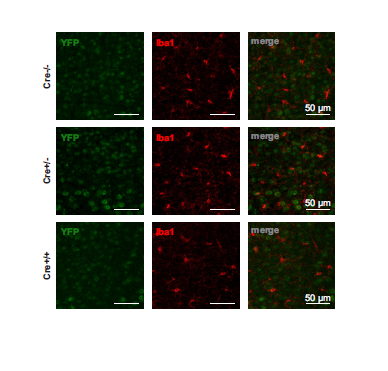 YFP Iba1 merge
Cre-/-
50 µm
YFP Iba1 merge
Cre+/-
50 µm
YFP Iba1 merge
Cre+/+
50 µm